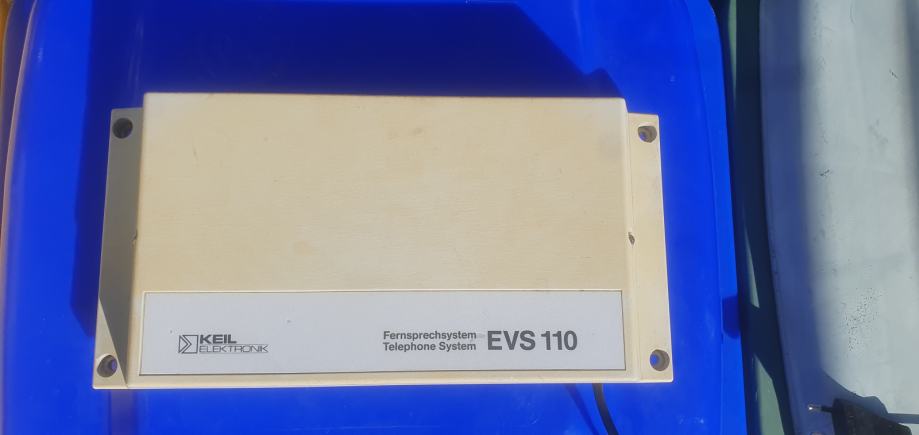 KEIL
ELEKTRONIK
Fernsprechsystem
Telephone System
EVS 110